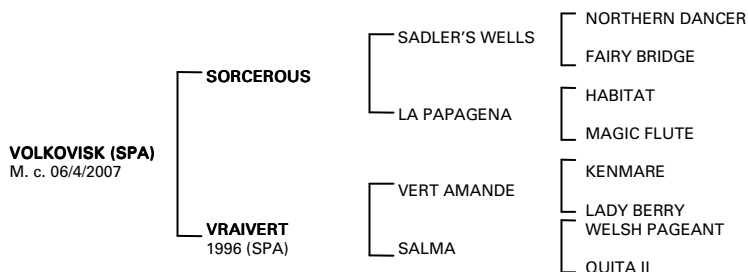 NORTHERN DANCER
SADLER'S WELLS
FAIRY BRIDGE
SORCEROUS
HABITAT
LA PAPAGENA
MAGIC FLUTE
VOLKOVISK (SPA)
M. c. 06/4/2007
KENMARE
VERT AMANDE
LADY BERRY
VRAIVERT
1996 (SPA)
WELSH PAGEANT
SALMA
QUITA II